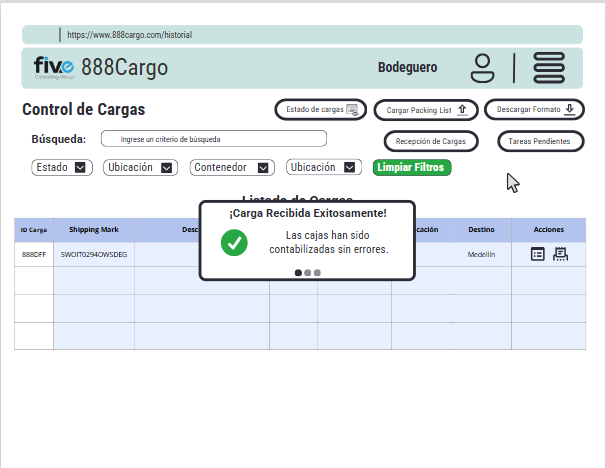 https://www.888cargo.com/historial
five
Consulting Group
888Cargo
Bodeguero
Control de Cargas
Estado de cargas
Cargar Packing List
Descargar Formato
Búsqueda:
Ingrese un criterio de búsqueda
Recepción de Cargas
Tareas Pendientes
Estado
Ubicación
Contenedor
Ubicación
Limpiar Filtros
Listado de Cargas
¡Carga Recibida Exitosamente!
Las cajas han sido
contabilizadas sin errores.
ID Carga
Shipping Mark
Desc
cación
Destino
Acciones
888DFF
SWOIT0294OWSDEG
Medellín